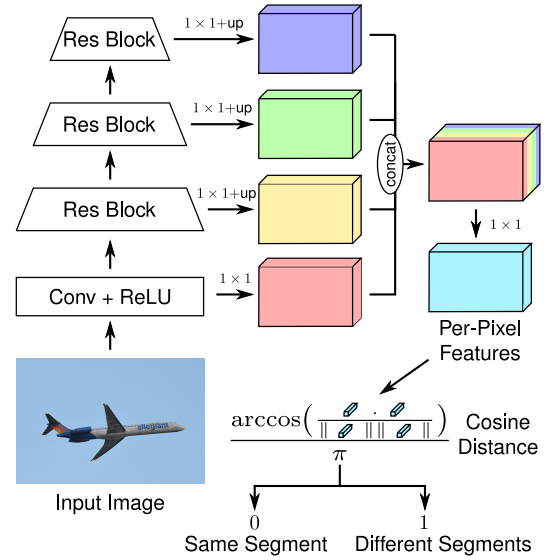 Res Block
1 × 1+up
Res Block
1 × 1+up
Res Block
1 × 1+up
Conv + ReLU
1 × 1
concat
1 × 1
Per-Pixel
Features
allegiant
Input Image
arccos( · / || || || || )
π
Cosine
Distance
0
1
Same Segment
Different Segments